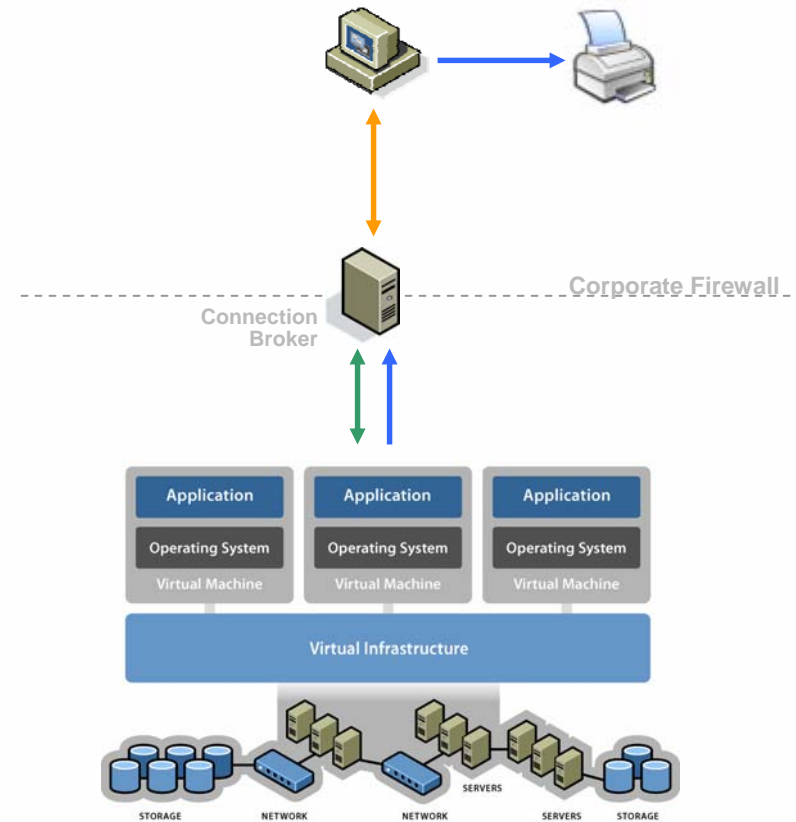 Corporate Firewall
Connection
Broker
Application
Application
Application
Operating System
Operating System
Operating System
Virtual Machine
Virtual Machine
Virtual Machine
Virtual Infrastructure
SERVERS
STORAGE
NETWORK
NETWORK
SERVERS
STORAGE